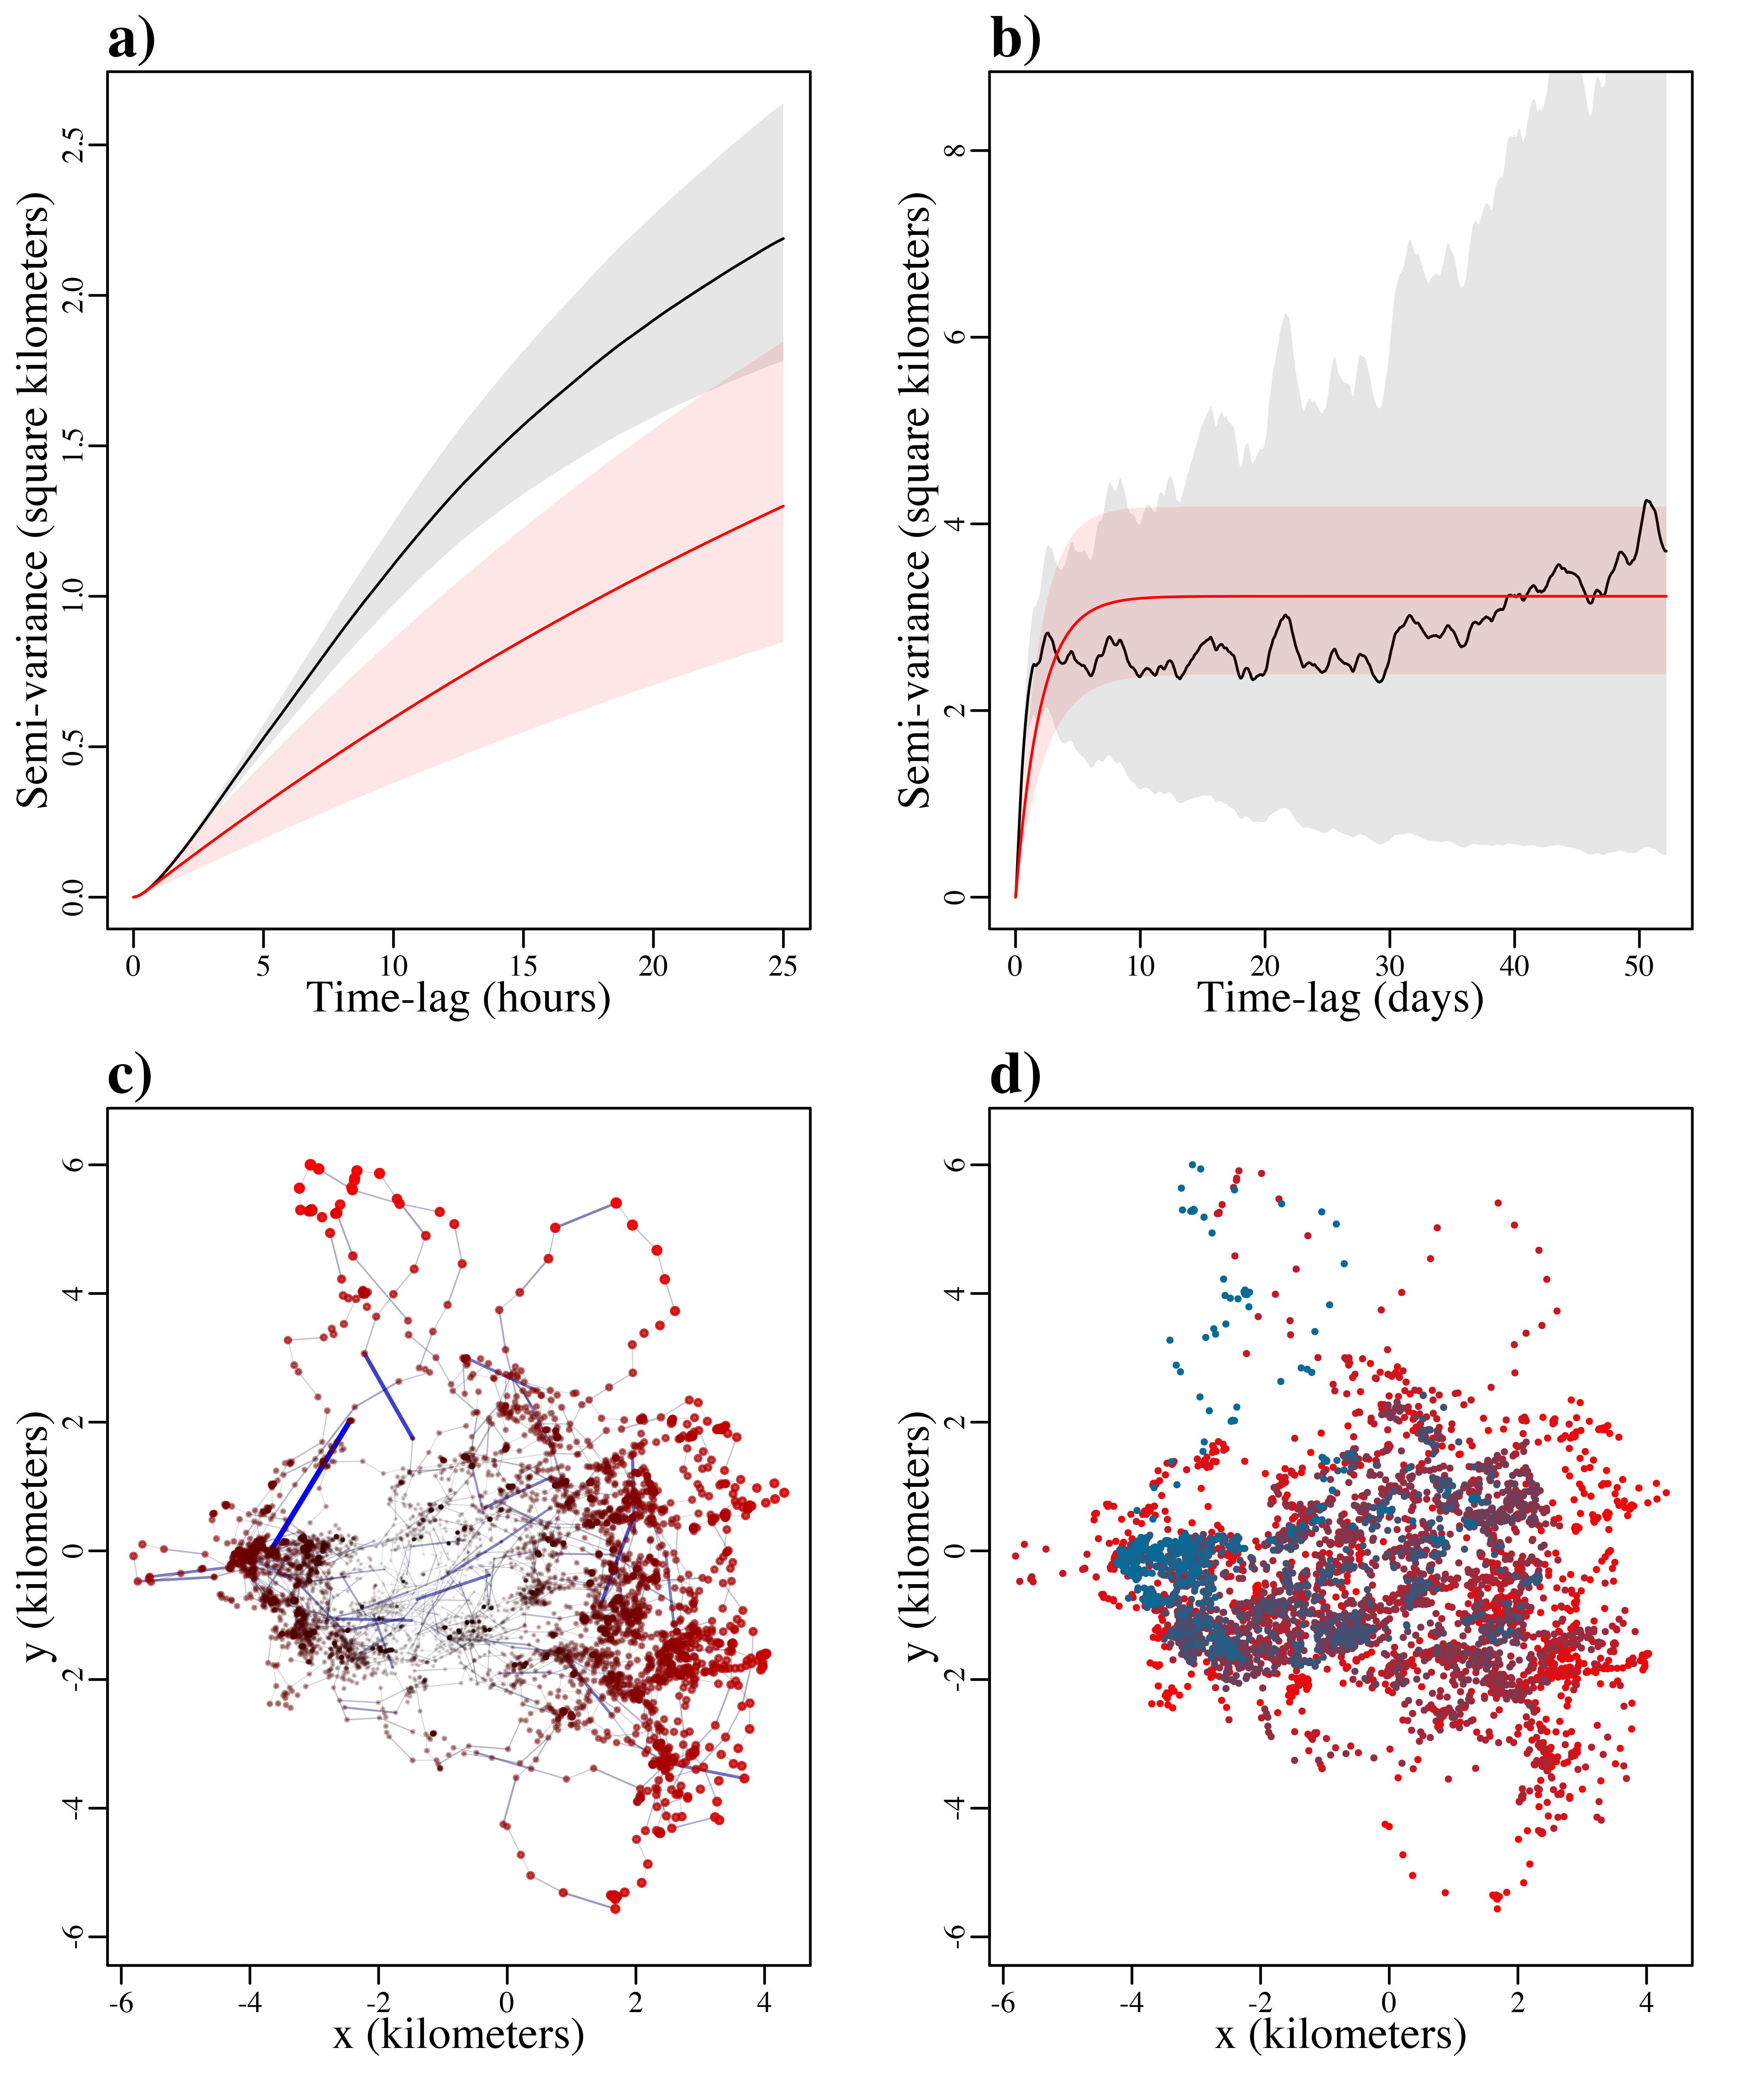 a)
Semi-variance (square kilometers)
0.0 0.5 1.0 1.5 2.0 2.5
0 5 10 15 20 25
Time-lag (hours)
b)
Semi-variance (square kilometers)
0 2 4 6 8
0 10 20 30 40 50
Time-lag (days)
c)
y (kilometers)
-6 -4 -2 0 2 4 6
-6 -4 -2 0 2 4
x (kilometers)
d)
y (kilometers)
-6 -4 -2 0 2 4 6
-6 -4 -2 0 2 4
x (kilometers)